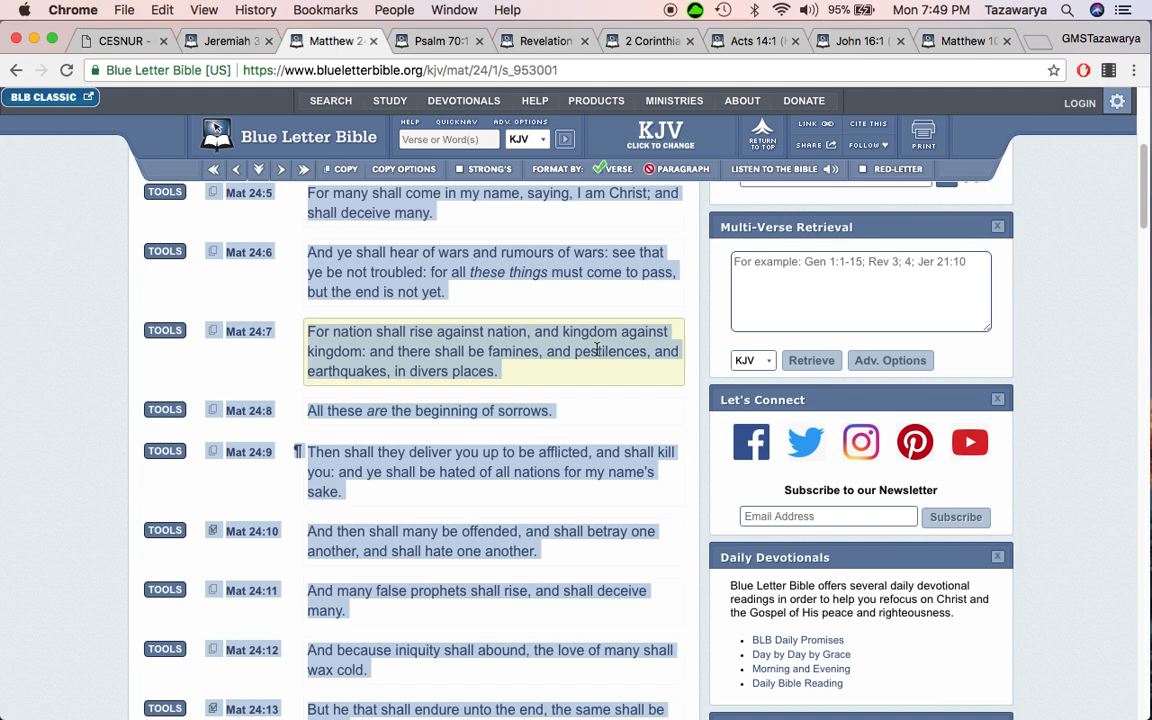 Chrome File Edit View History Bookmarks People Window Help 95% Mon 7:49 PM Tazawarya
CESNUR - Jeremiah 3 Matthew 2 Psalm 70:1 Revelation 2 Corinthia Acts 14:1 ( John 16:1 ( Matthew 10 GMSTazawarya
Blue Letter Bible [US] https://www.blueletterbible.org/kjv/mat/24/1/s_953001
BLB CLASSIC
SEARCH STUDY DEVOTIONALS HELP PRODUCTS MINISTRIES ABOUT DONATE LOGIN
Blue Letter Bible
HELP QUICKNAV ADV. OPTIONS
Verse or Word(s) KJV
KJV
CLICK TO CHANGE
RETURN
TO TOP
LINK CITE THIS
SHARE FOLLOW
PRINT
COPY COPY OPTIONS STRONG'S FORMAT BY: VERSE PARAGRAPH LISTEN TO THE BIBLE RED-LETTER
TOOLS Mat 24:5 For many shall come in my name, saying, I am Christ; and
shall deceive many.
TOOLS Mat 24:6 And ye shall hear of wars and rumours of wars: see that
ye be not troubled: for all these things must come to pass,
but the end is not yet.
TOOLS Mat 24:7 For nation shall rise against nation, and kingdom against
kingdom: and there shall be famines, and pestilences, and
earthquakes, in divers places.
TOOLS Mat 24:8 All these are the beginning of sorrows.
TOOLS Mat 24:9 ¶ Then shall they deliver you up to be afflicted, and shall kill
you: and ye shall be hated of all nations for my name's
sake.
TOOLS Mat 24:10 And then shall many be offended, and shall betray one
another, and shall hate one another.
TOOLS Mat 24:11 And many false prophets shall rise, and shall deceive
many.
TOOLS Mat 24:12 And because iniquity shall abound, the love of many shall
wax cold.
TOOLS Mat 24:13 But he that shall endure unto the end, the same shall be
Multi-Verse Retrieval
For example: Gen 1:1-15; Rev 3; 4; Jer 21:10
KJV Retrieve Adv. Options
Let's Connect
Subscribe to our Newsletter
Email Address Subscribe
Daily Devotionals
Blue Letter Bible offers several daily devotional
readings in order to help you refocus on Christ and
the Gospel of His peace and righteousness.
BLB Daily Promises
Day by Day by Grace
Morning and Evening
Daily Bible Reading